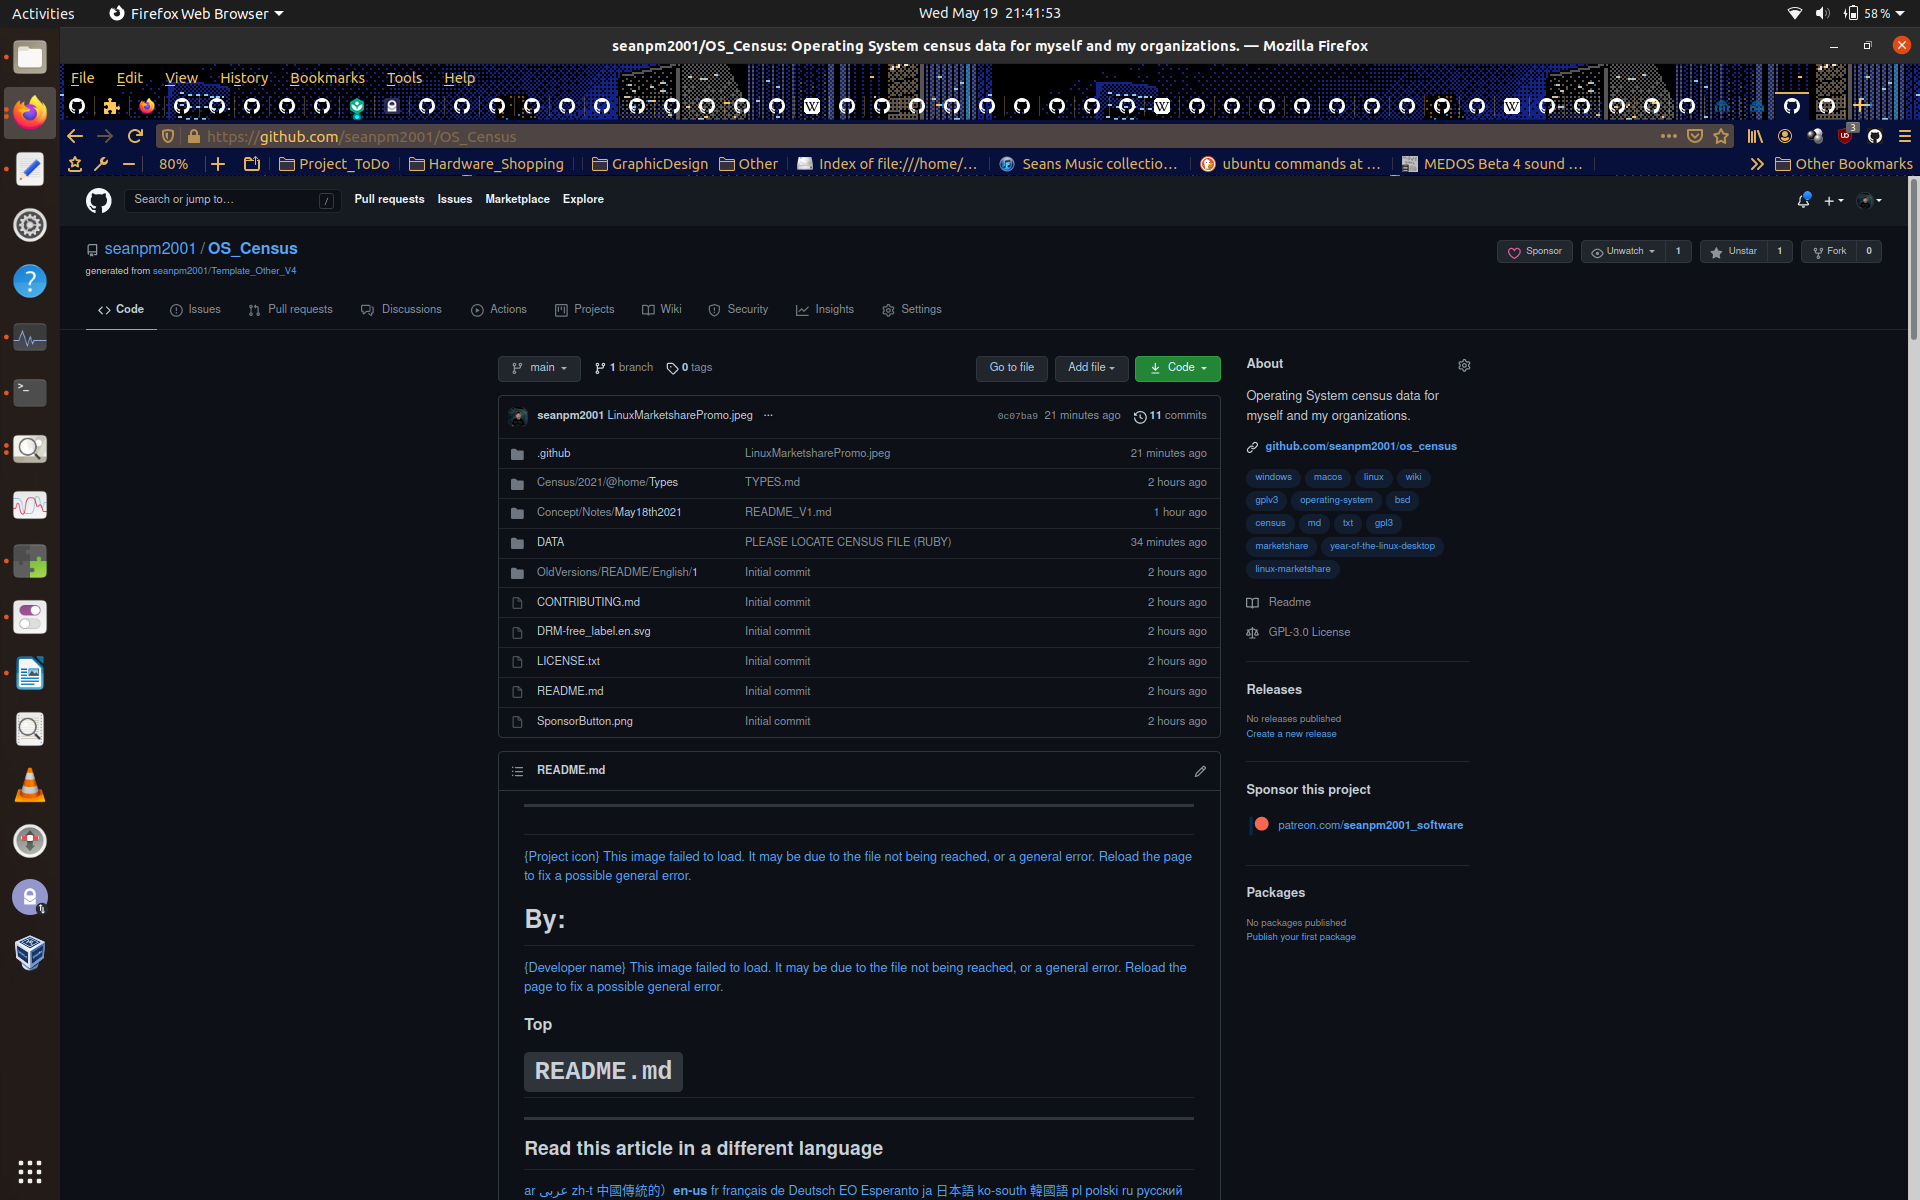 Activities Firefox Web Browser Wed May 19 21:41:53 58 %
seanpm2001/OS_Census: Operating System census data for myself and my organizations. — Mozilla Firefox
File Edit View History Bookmarks Tools Help
https://github.com/seanpm2001/OS_Census 3
80% Project_ToDo Hardware_Shopping GraphicDesign Other Index of file:///home/… Seans Music collectio… ubuntu commands at … MEDOS Beta 4 sound … Other Bookmarks
Search or jump to… / Pull requests Issues Marketplace Explore
seanpm2001 / OS_Census Sponsor Unwatch 1 Unstar 1 Fork 0
generated from seanpm2001/Template_Other_V4
Code Issues Pull requests Discussions Actions Projects Wiki Security Insights Settings
main 1 branch 0 tags Go to file Add file Code
seanpm2001 LinuxMarketsharePromo.jpeg ... 0c07ba9 21 minutes ago 11 commits
.github LinuxMarketsharePromo.jpeg 21 minutes ago
Census/2021/@home/Types TYPES.md 2 hours ago
Concept/Notes/May18th2021 README_V1.md 1 hour ago
DATA PLEASE LOCATE CENSUS FILE (RUBY) 34 minutes ago
OldVersions/README/English/1 Initial commit 2 hours ago
CONTRIBUTING.md Initial commit 2 hours ago
DRM-free_label.en.svg Initial commit 2 hours ago
LICENSE.txt Initial commit 2 hours ago
README.md Initial commit 2 hours ago
SponsorButton.png Initial commit 2 hours ago
README.md
{Project icon} This image failed to load. It may be due to the file not being reached, or a general error. Reload the page
to fix a possible general error.
By:
{Developer name} This image failed to load. It may be due to the file not being reached, or a general error. Reload the
page to fix a possible general error.
Top
README.md
Read this article in a different language
ar عربى zh-t 中國傳統的） en-us fr français de Deutsch EO Esperanto ja 日本語 ko-south 韓國語 pl polski ru русский
About
Operating System census data for
myself and my organizations.
github.com/seanpm2001/os_census
windows macos linux wiki
gplv3 operating-system bsd
census md txt gpl3
marketshare year-of-the-linux-desktop
linux-marketshare
Readme
GPL-3.0 License
Releases
No releases published
Create a new release
Sponsor this project
patreon.com/seanpm2001_software
Packages
No packages published
Publish your first package